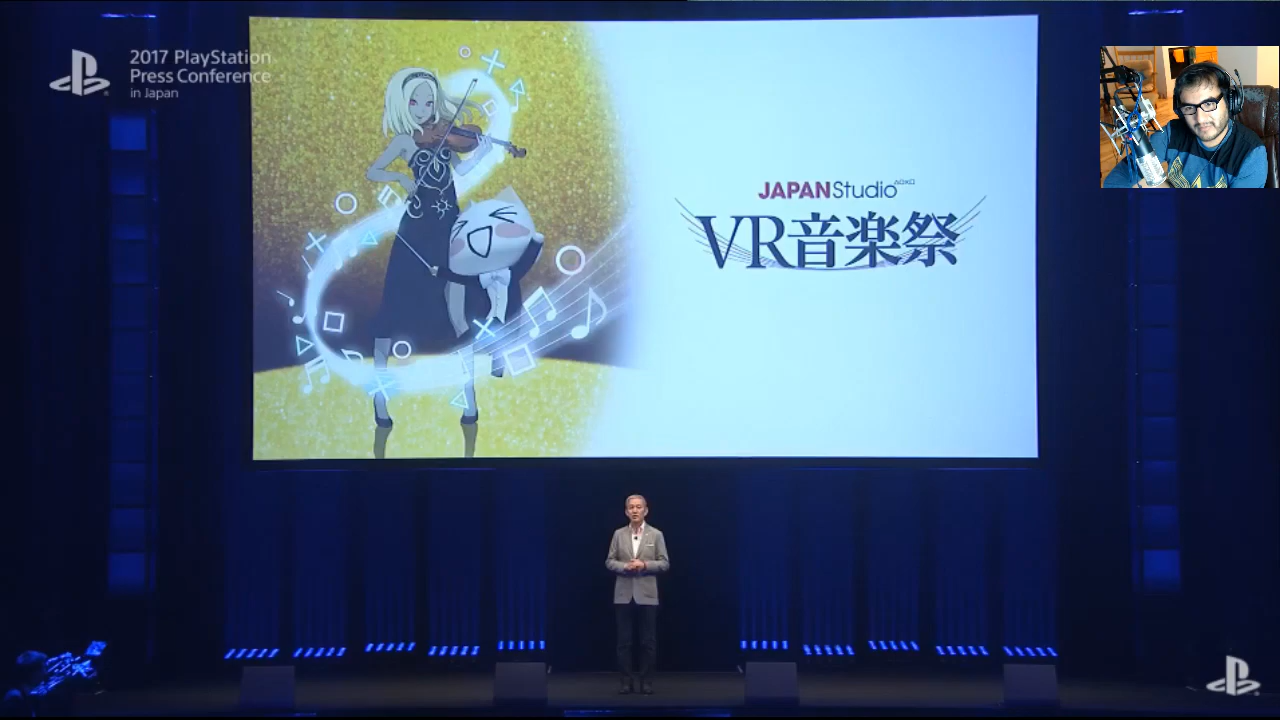 2017 PlayStation
Press Conference
in Japan
JAPANStudio
VR音楽祭